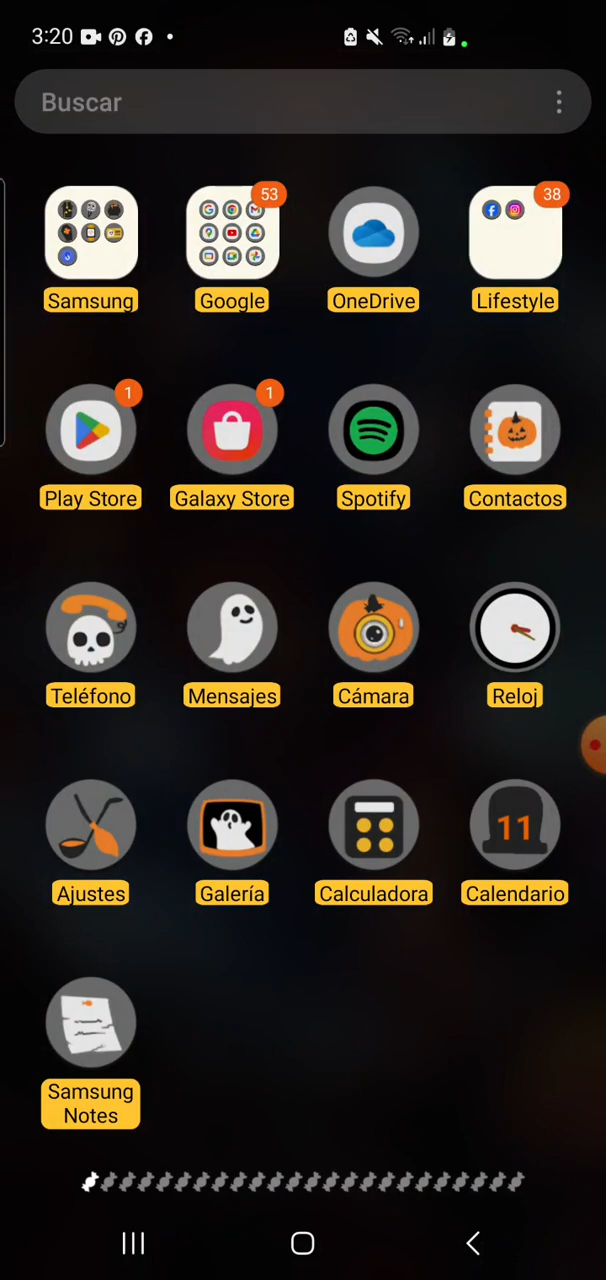 3:20
Buscar
53
38
Samsung
Google
OneDrive
Lifestyle
1
1
Play Store
Galaxy Store
Spotify
Contactos
Teléfono
Mensajes
Cámara
Reloj
11
Ajustes
Galería
Calculadora
Calendario
Samsung
Notes